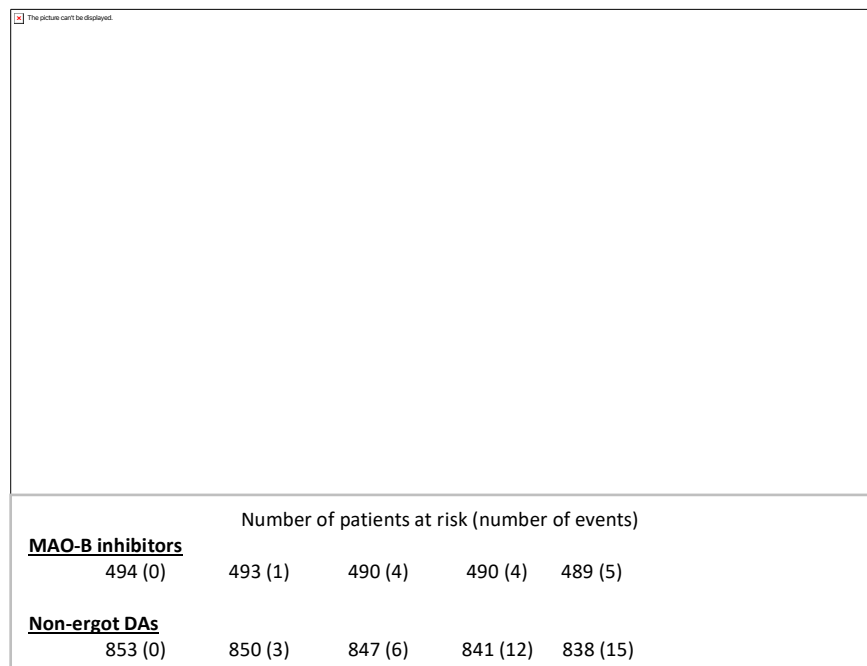 The picture can't be displayed.
Number of patients at risk (number of events)
MAO-B inhibitors
494 (0) 493 (1) 490 (4) 490 (4) 489 (5)
Non-ergot DAs
853 (0) 850 (3) 847 (6) 841 (12) 838 (15)